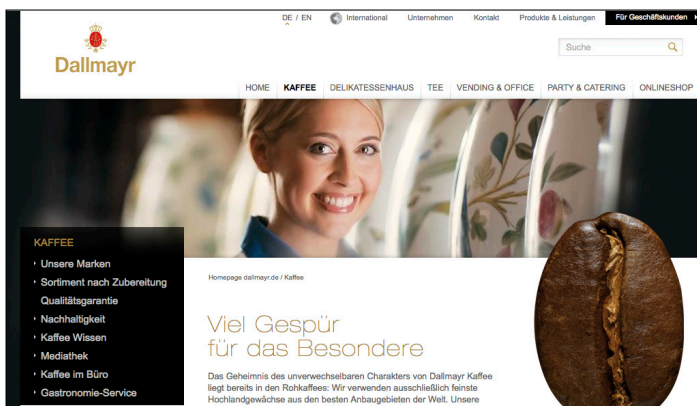 DE / EN International Unternehmen Kontakt Produkte & Leistungen Für Geschäftskunden
Suche
Dallmayr
HOME KAFFEE DELIKATESSENHAUS TEE VENDING & OFFICE PARTY & CATERING ONLINESHOP
KAFFEE
Unsere Marken
Sortiment nach Zubereitung
Qualitätsgarantie
Nachhaltigkeit
Kaffee Wissen
Mediathek
Kaffee im Büro
Gastronomie-Service
Homepage dallmayr.de / Kaffee
Viel Gespür
für das Besondere
Das Geheimnis des unverwechselbaren Charakters von Dallmayr Kaffee
liegt bereits in den Rohkaffees: Wir verwenden ausschließlich feinste
Hochlandgewächse aus den besten Anbaugebieten der Welt. Unsere